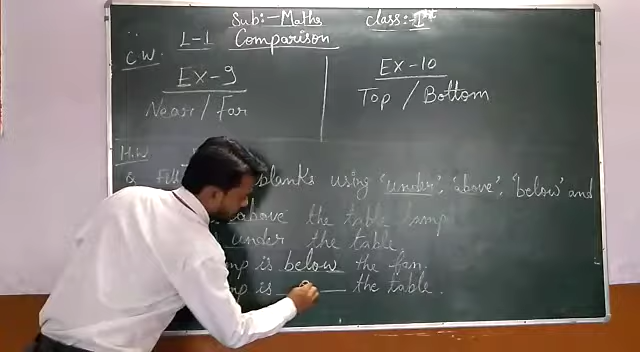 Sub:- Maths Class:- 1st
C.W. L-1 Comparison
Ex-9 Ex-10
Near/Far Top / Bottom
H.W.
Q Fill blanks using 'under', 'above', 'below' and
above the table lamp
under the table.
is below the fan.
is the table.